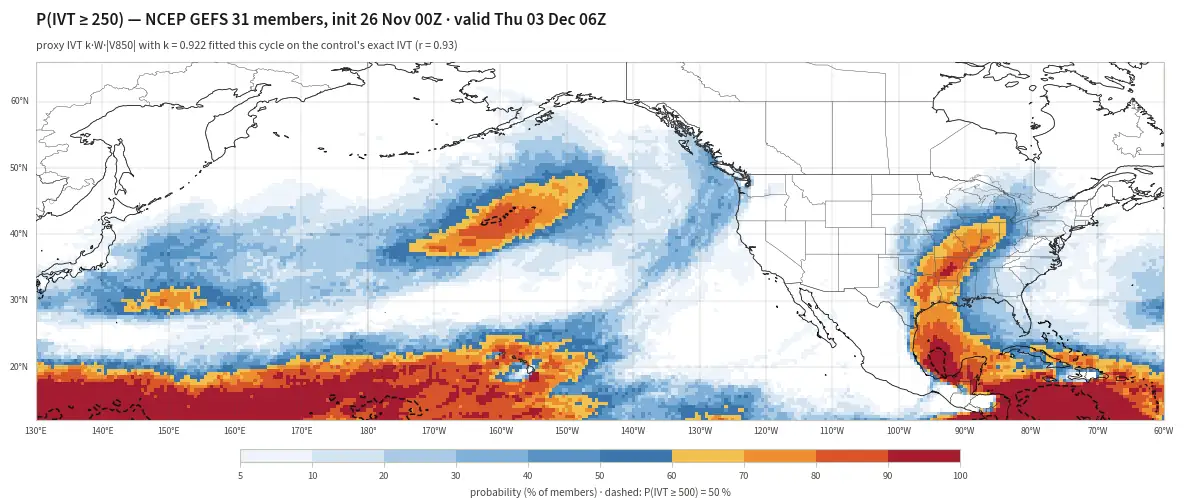 P(IVT ≥ 250) — NCEP GEFS 31 members, init 26 Nov 00Z · valid Thu 03 Dec 06Z
proxy IVT k·W·|V850| with k = 0.922 fitted this cycle on the control's exact IVT (r = 0.93)
60°N
50°N
40°N
30°N
20°N
130°E 140°E 150°E 160°E 170°E 180° 170°W 160°W 150°W 140°W 130°W 120°W 110°W 100°W 90°W 80°W 70°W 60°W
5 10 20 30 40 50 60 70 80 90 100
probability (% of members) · dashed: P(IVT ≥ 500) = 50 %